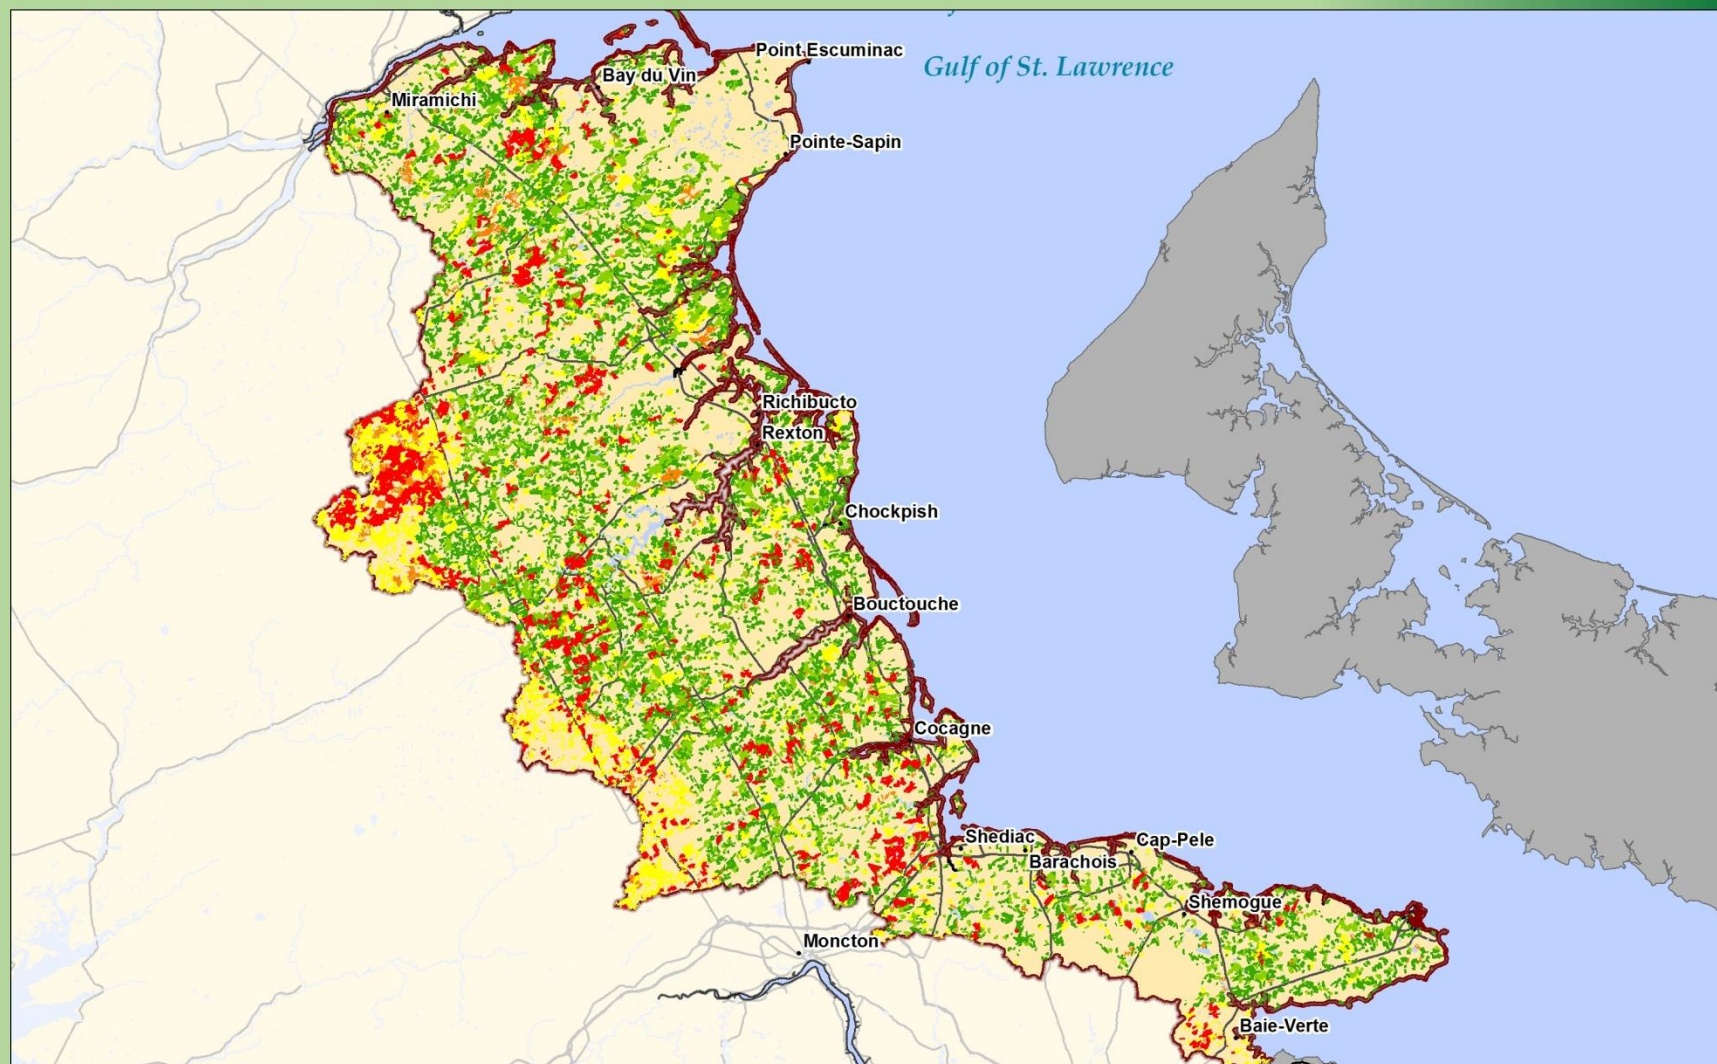 Point Escuminac
Gulf of St. Lawrence
Bay du Vin
Miramichi
Pointe-Sapin
Richibucto
Rexton
Chockpish
Bouctouche
Cocagne
Shediac
Cap-Pele
Barachois
Shemogue
Moncton
Baie-Verte